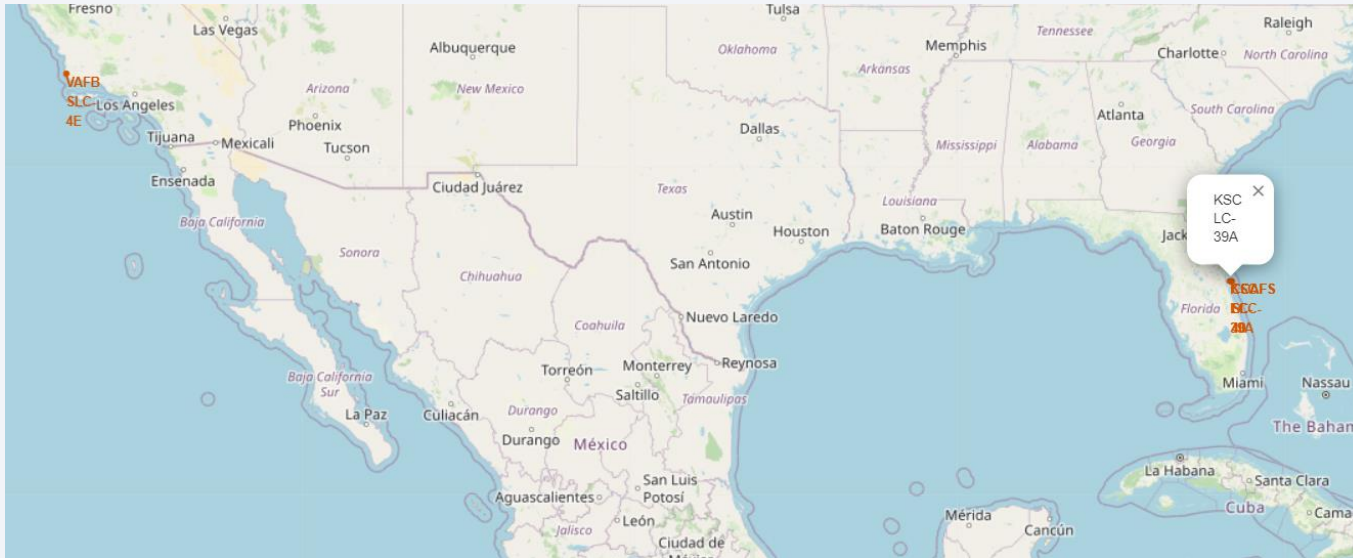 Fresno
Las Vegas
Tulsa
Raleigh
Albuquerque
Oklahoma
Memphis
Tennessee
Charlotte
North Carolina
VAFB
SLC-
4E
Los Angeles
Arizona
New Mexico
Arkansas
Atlanta
South Carolina
Phoenix
Dallas
Tijuana
Mexicali
Tucson
Mississippi
Alabama
Georgia
Ensenada
Ciudad Juárez
Texas
Louisiana
KSC
LC-
39A
×
Baja California
Austin
Houston
Baton Rouge
Jack
Sonora
San Antonio
Chihuahua
Florida
Coahuila
Nuevo Laredo
Baja California
Sur
Torreón
Monterrey
Reynosa
Saltillo
Tamaulipas
Miami
Nassau
La Paz
Culiacán
Durango
Durango
México
The Baham
La Habana
Santa Clara
Aguascalientes
San Luis
Potosí
Cuba
Cama
Jalisco
León
Mérida
Cancún
Ciudad de